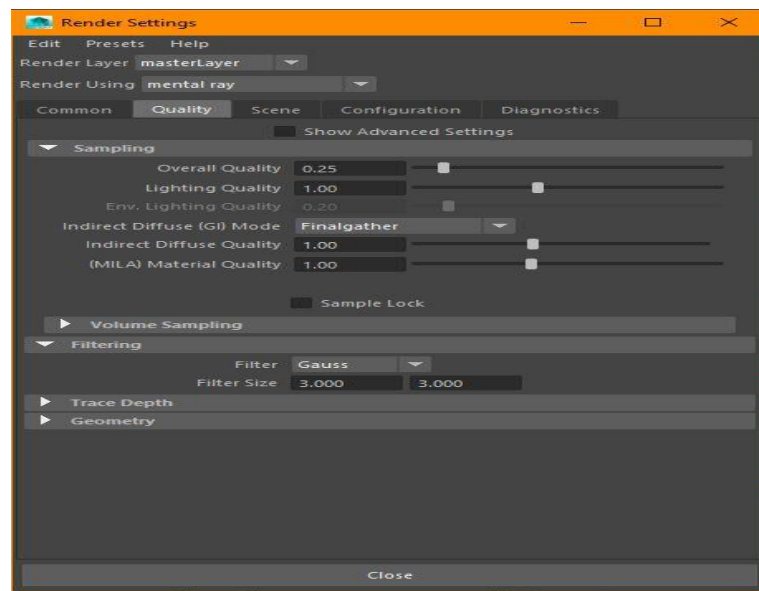 Render Settings
Edit Presets Help
Render Layer masterLayer
Render Using mental ray
Common Quality Scene Configuration Diagnostics
Show Advanced Settings
Sampling
Overall Quality 0.25
Lighting Quality 1.00
Env. Lighting Quality 0.20
Indirect Diffuse (GI) Mode Finalgather
Indirect Diffuse Quality 1.00
(MILA) Material Quality 1.00
Sample Lock
Volume Sampling
Filtering
Filter Gauss
Filter Size 3.000 3.000
Trace Depth
Geometry
Close